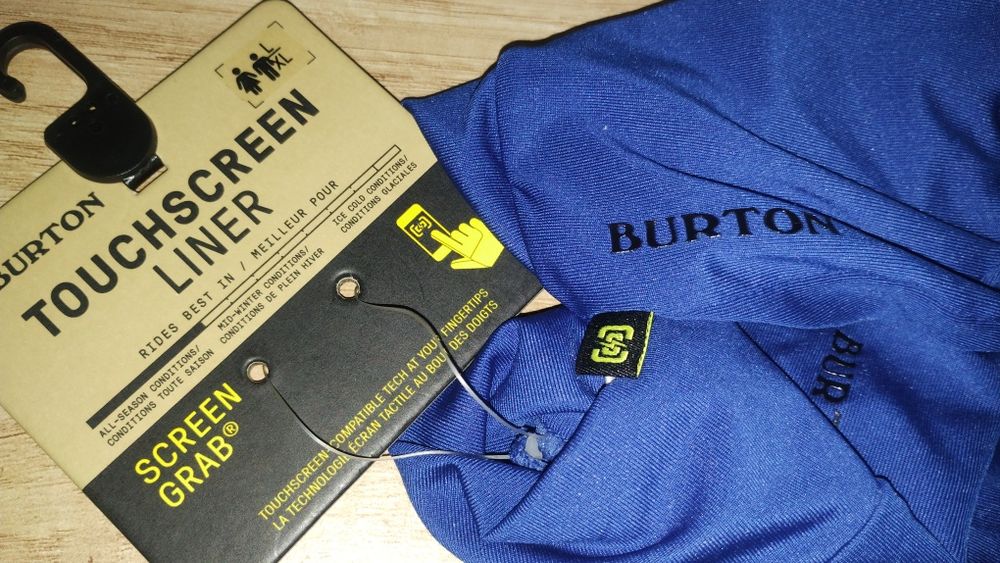 L
XL
BURTON
TOUCHSCREEN
LINER
RIDES BEST IN / MEILLEUR POUR
ALL-SEASON CONDITIONS/
CONDITIONS TOUTE SAISON
MID-WINTER CONDITIONS/
CONDITIONS DE PLEIN HIVER
ICE COLD CONDITIONS/
CONDITIONS GLACIALES
SCREEN
GRAB®
TOUCHSCREEN COMPATIBLE TECH AT YOUR FINGERTIPS
LA TECHNOLOGIE ÉCRAN TACTILE AU BOUT DES DOIGTS
BURTON
BUR